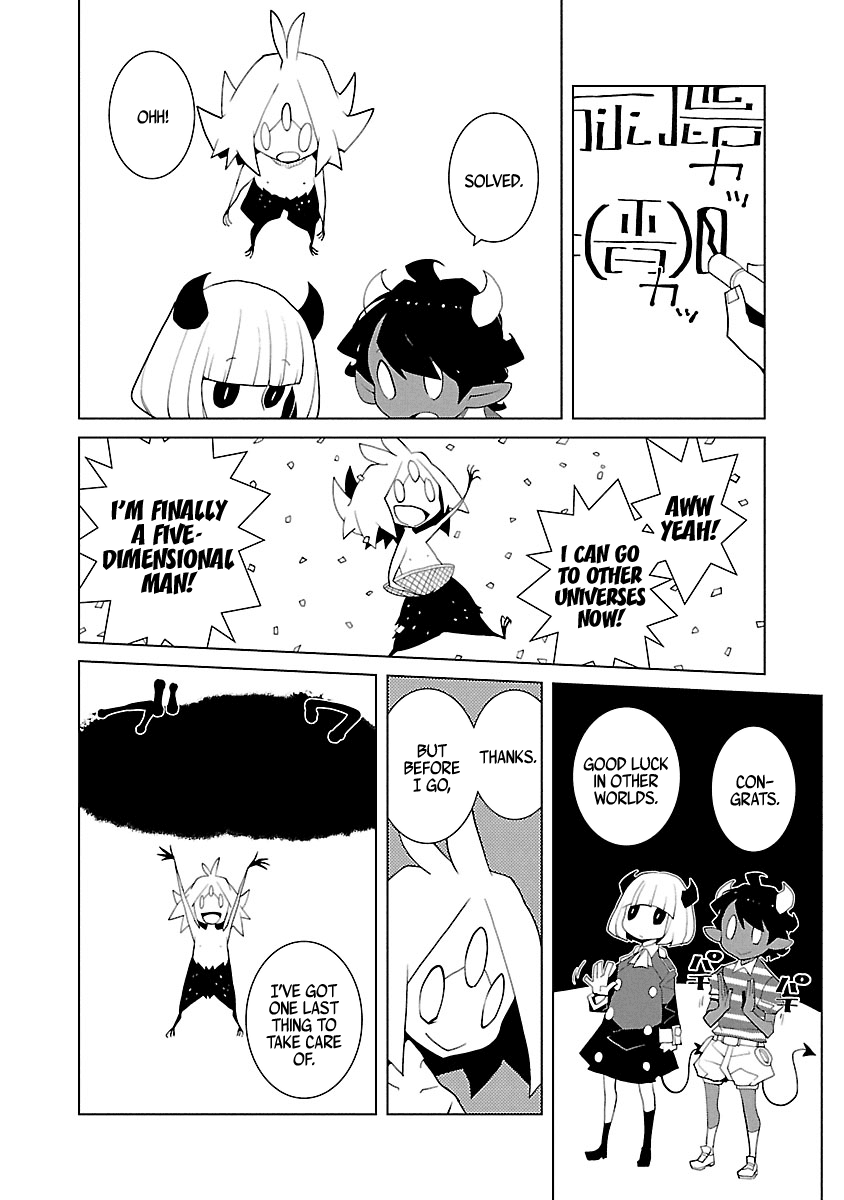 カッ
カッ
SOLVED.
OHH!
AWW
YEAH!
I CAN GO
TO OTHER
UNIVERSES
NOW!
I'M FINALLY
A FIVE-
DIMENSIONAL
MAN!
CON-
GRATS.
GOOD LUCK
IN OTHER
WORLDS.
パチ
パチ
THANKS.
BUT
BEFORE
I GO,
I'VE GOT
ONE LAST
THING TO
TAKE CARE
OF.